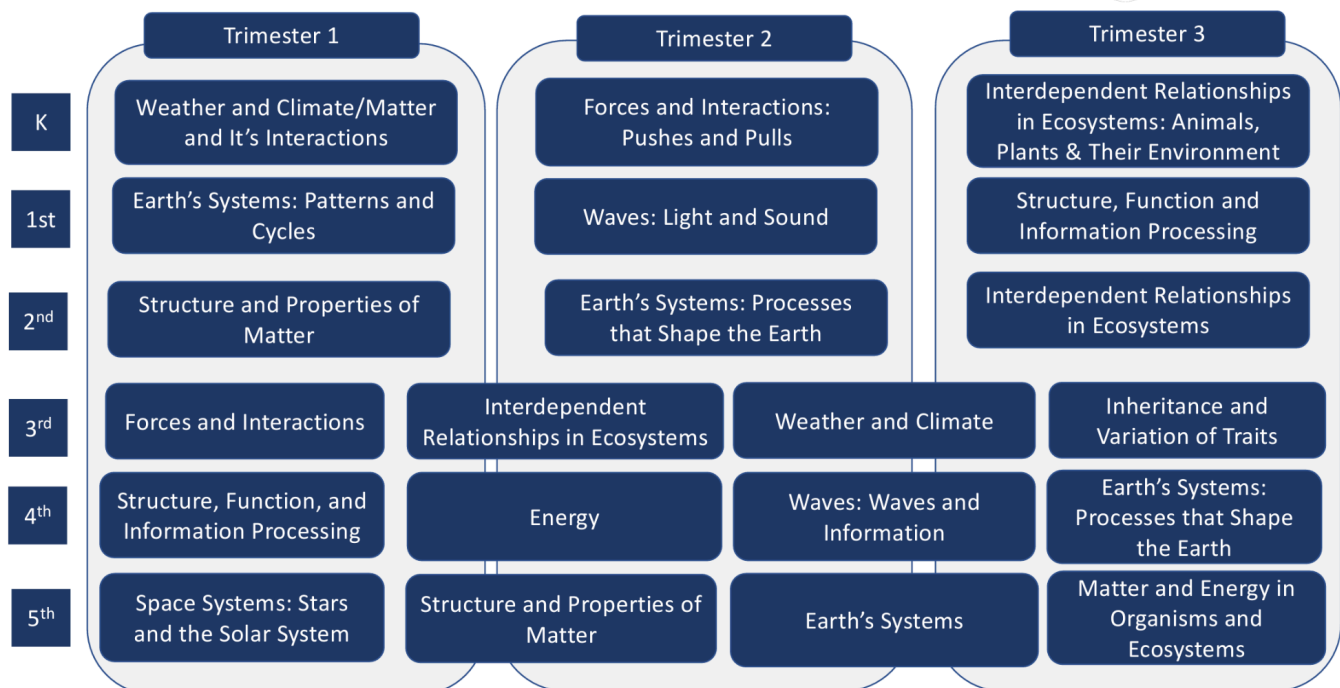 Trimester 1
Trimester 2
Trimester 3
K
Weather and Climate/Matter
and It’s Interactions
Forces and Interactions:
Pushes and Pulls
Interdependent Relationships
in Ecosystems: Animals,
Plants & Their Environment
1st
Earth’s Systems: Patterns and
Cycles
Waves: Light and Sound
Structure, Function and
Information Processing
2nd
Structure and Properties of
Matter
Earth’s Systems: Processes
that Shape the Earth
Interdependent Relationships
in Ecosystems
3rd
Forces and Interactions
Interdependent
Relationships in Ecosystems
Weather and Climate
Inheritance and
Variation of Traits
4th
Structure, Function, and
Information Processing
Energy
Waves: Waves and
Information
Earth’s Systems:
Processes that Shape
the Earth
5th
Space Systems: Stars
and the Solar System
Structure and Properties of
Matter
Earth’s Systems
Matter and Energy in
Organisms and
Ecosystems